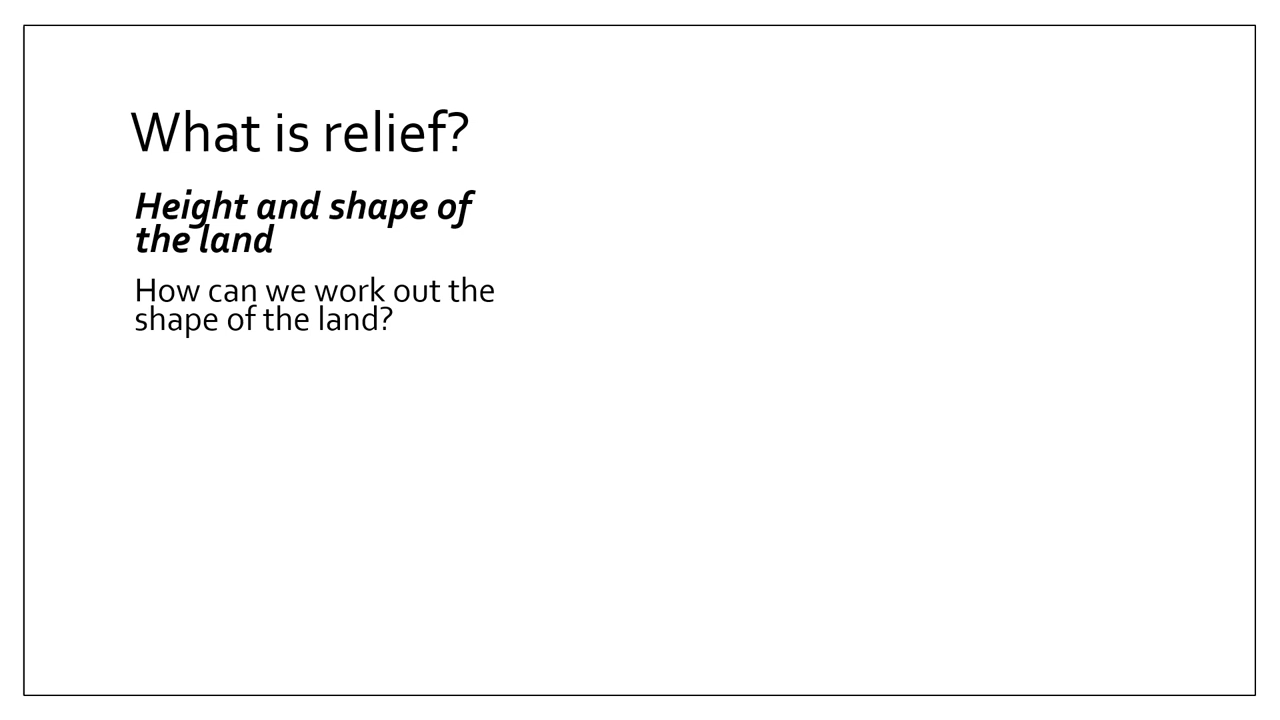 What is relief?
Height and shape of
the land
How can we work out the
shape of the land?